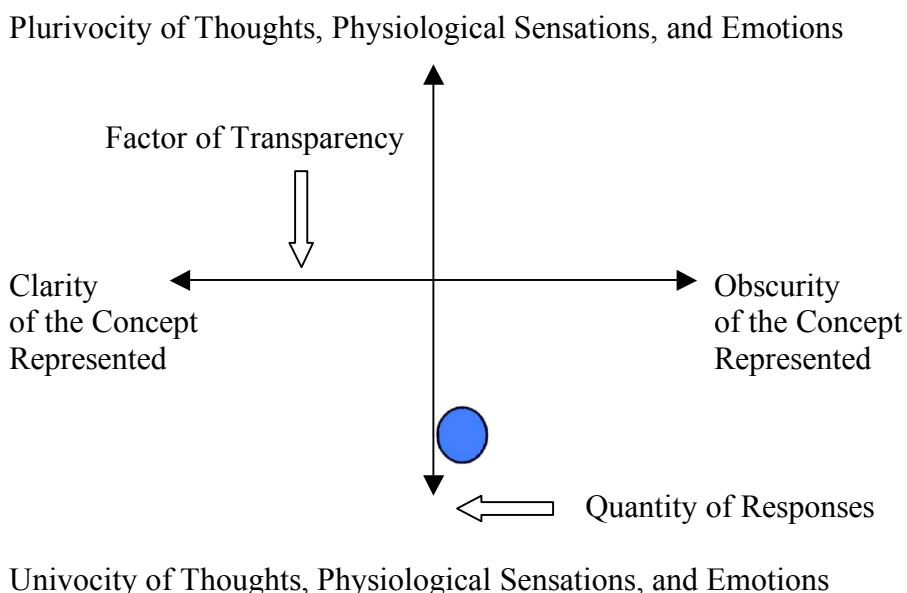 Plurivocity of Thoughts, Physiological Sensations, and Emotions
Factor of Transparency
Clarity
of the Concept
Represented
Obscurity
of the Concept
Represented
Quantity of Responses
Univocity of Thoughts, Physiological Sensations, and Emotions